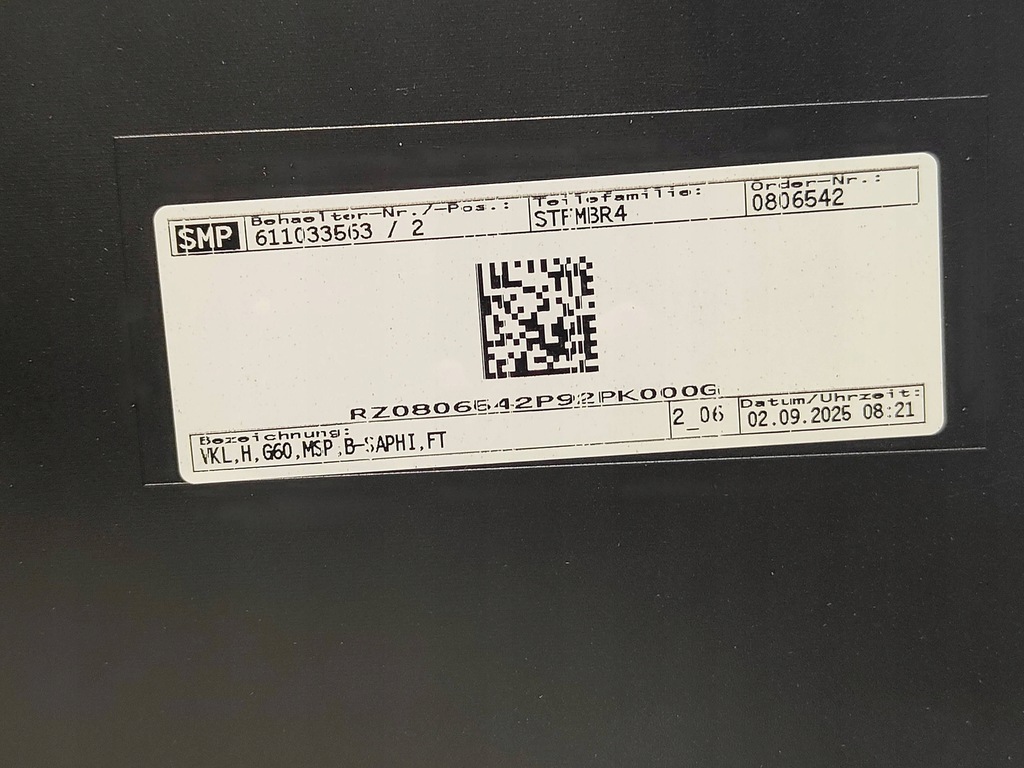 SMP
Behaelter-Nr./-Pos.:
611033563 / 2
Teilefamilie:
STFMBR4
Order-Nr.:
0806542
RZ0806542P92PK000G
Bezeichnung:
VKL,H,G60,MSP,B-SAPHI,FT
2_06
Datum/Uhrzeit:
02.09.2025 08:21